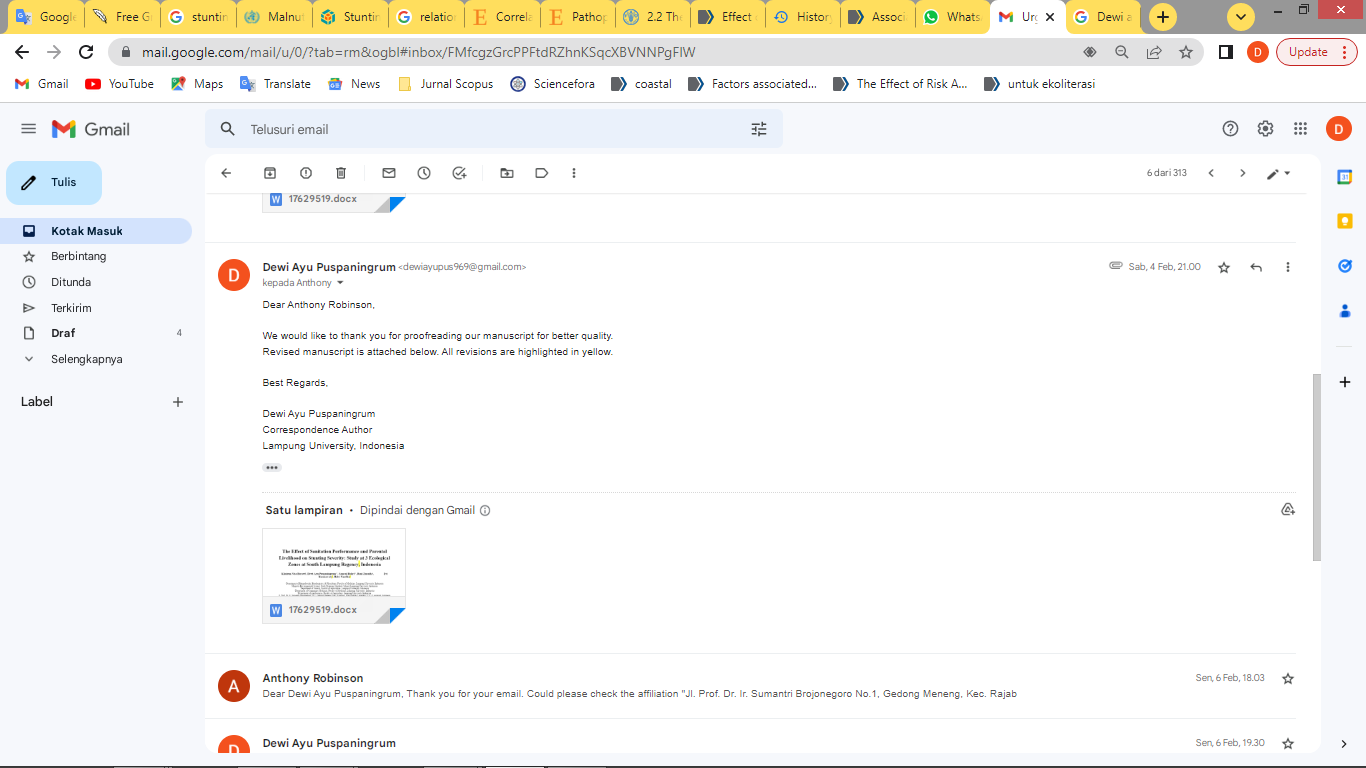 Google
Free G
stuntin
Malnut
Stuntin
relation
Correla
Pathop
2.2 The
Effect
History
Associ
Whats
Urg
Dewi a
mail.google.com/mail/u/0/?tab=rm&ogbl#inbox/FMfcgzGrcPPFtdRZhnKSqcXBVNNPgFlW
D
Update
Gmail
YouTube
Maps
Translate
News
Jurnal Scopus
Sciencefora
coastal
Factors associated...
The Effect of Risk A...
untuk ekoliterasi
Gmail
Telusuri email
D
Tulis
6 dari 313
17629519.docx
Kotak Masuk
Berbintang
Ditunda
Terkirim
Draf 4
Selengkapnya
Label
D
Dewi Ayu Puspaningrum <dewiayupus969@gmail.com>
Sab, 4 Feb, 21.00
kepada Anthony
Dear Anthony Robinson,
We would like to thank you for proofreading our manuscript for better quality.
Revised manuscript is attached below. All revisions are highlighted in yellow.
Best Regards,
Dewi Ayu Puspaningrum
Correspondence Author
Lampung University, Indonesia
Satu lampiran • Dipindai dengan Gmail
The Effect of Sanitation Performance and Parental
Livelihood on Stunting Severity: Study at 3 Ecological
Zones at South Lampung Regency, Indonesia
W 17629519.docx
A
Anthony Robinson
Sen, 6 Feb, 18.03
Dear Dewi Ayu Puspaningrum, Thank you for your email. Could please check the affiliation "Jl. Prof. Dr. Ir. Sumantri Brojonegoro No.1, Gedong Meneng, Kec. Rajab
D
Dewi Ayu Puspaningrum
Sen, 6 Feb, 19.30